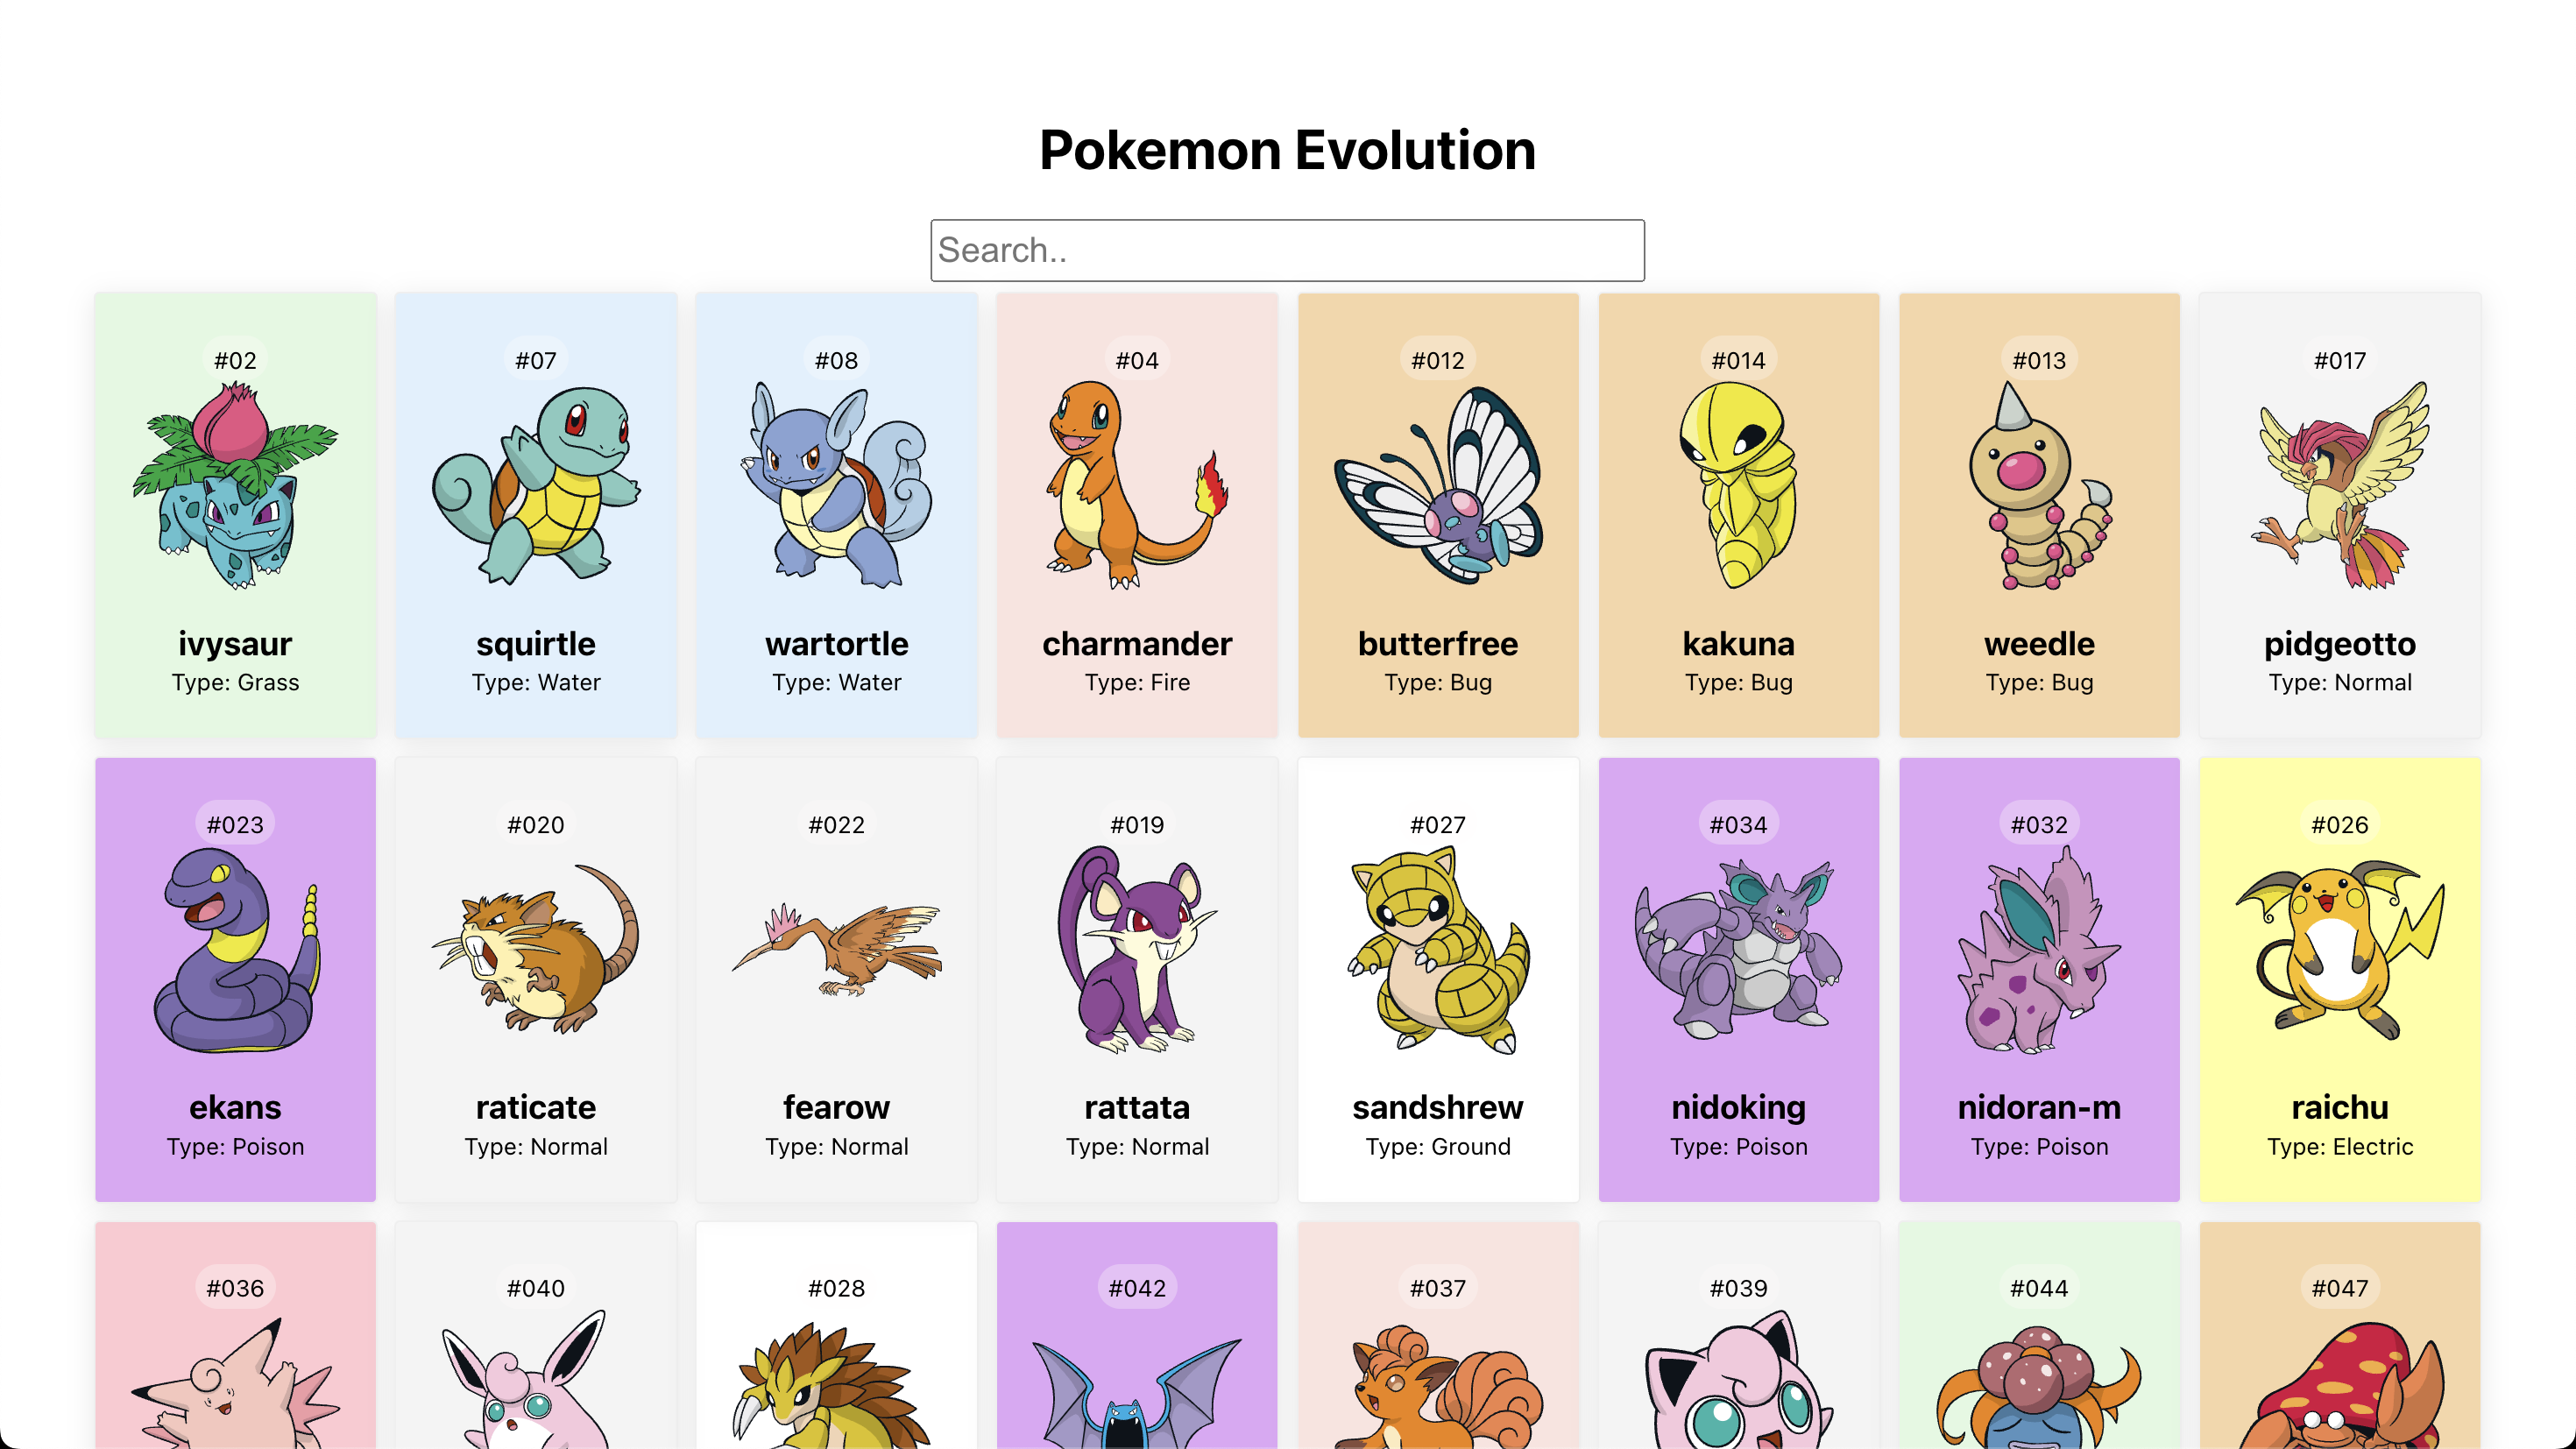 Pokemon Evolution
Search..
#02
ivysaur
Type: Grass
#07
squirtle
Type: Water
#08
wartortle
Type: Water
#04
charmander
Type: Fire
#012
butterfree
Type: Bug
#014
kakuna
Type: Bug
#013
weedle
Type: Bug
#017
pidgeotto
Type: Normal
#023
ekans
Type: Poison
#020
raticate
Type: Normal
#022
fearow
Type: Normal
#019
rattata
Type: Normal
#027
sandshrew
Type: Ground
#034
nidoking
Type: Poison
#032
nidoran-m
Type: Poison
#026
raichu
Type: Electric
#036
#040
#028
#042
#037
#039
#044
#047